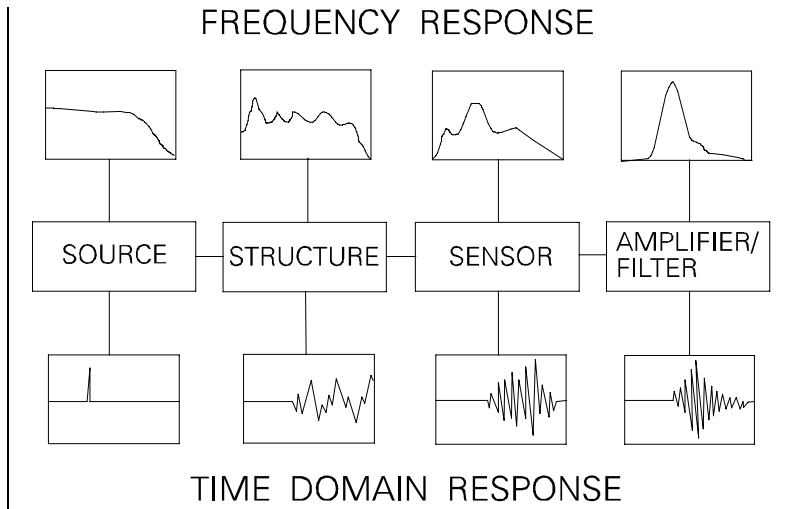 FREQUENCY RESPONSE
SOURCE
STRUCTURE
SENSOR
AMPLIFIER/
FILTER
TIME DOMAIN RESPONSE